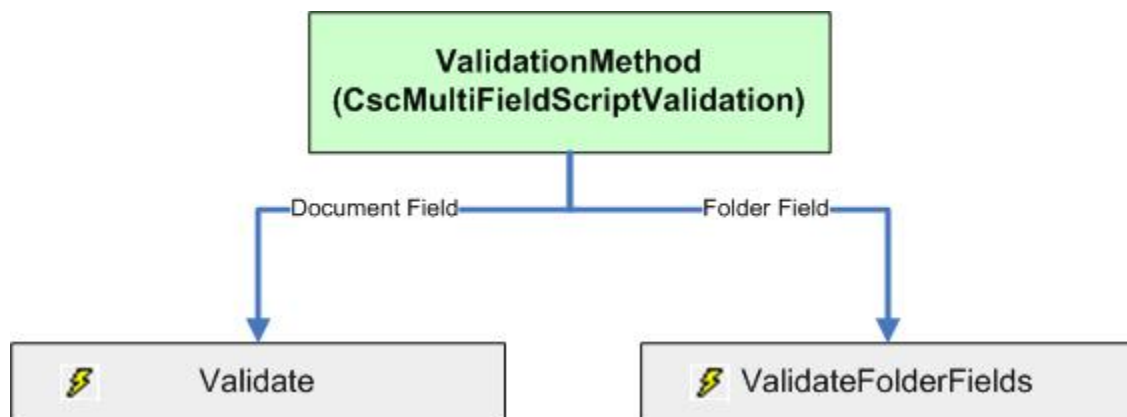 ValidationMethod
(CscMultiFieldScriptValidation)
Document Field
Folder Field
Validate
ValidateFolderFields